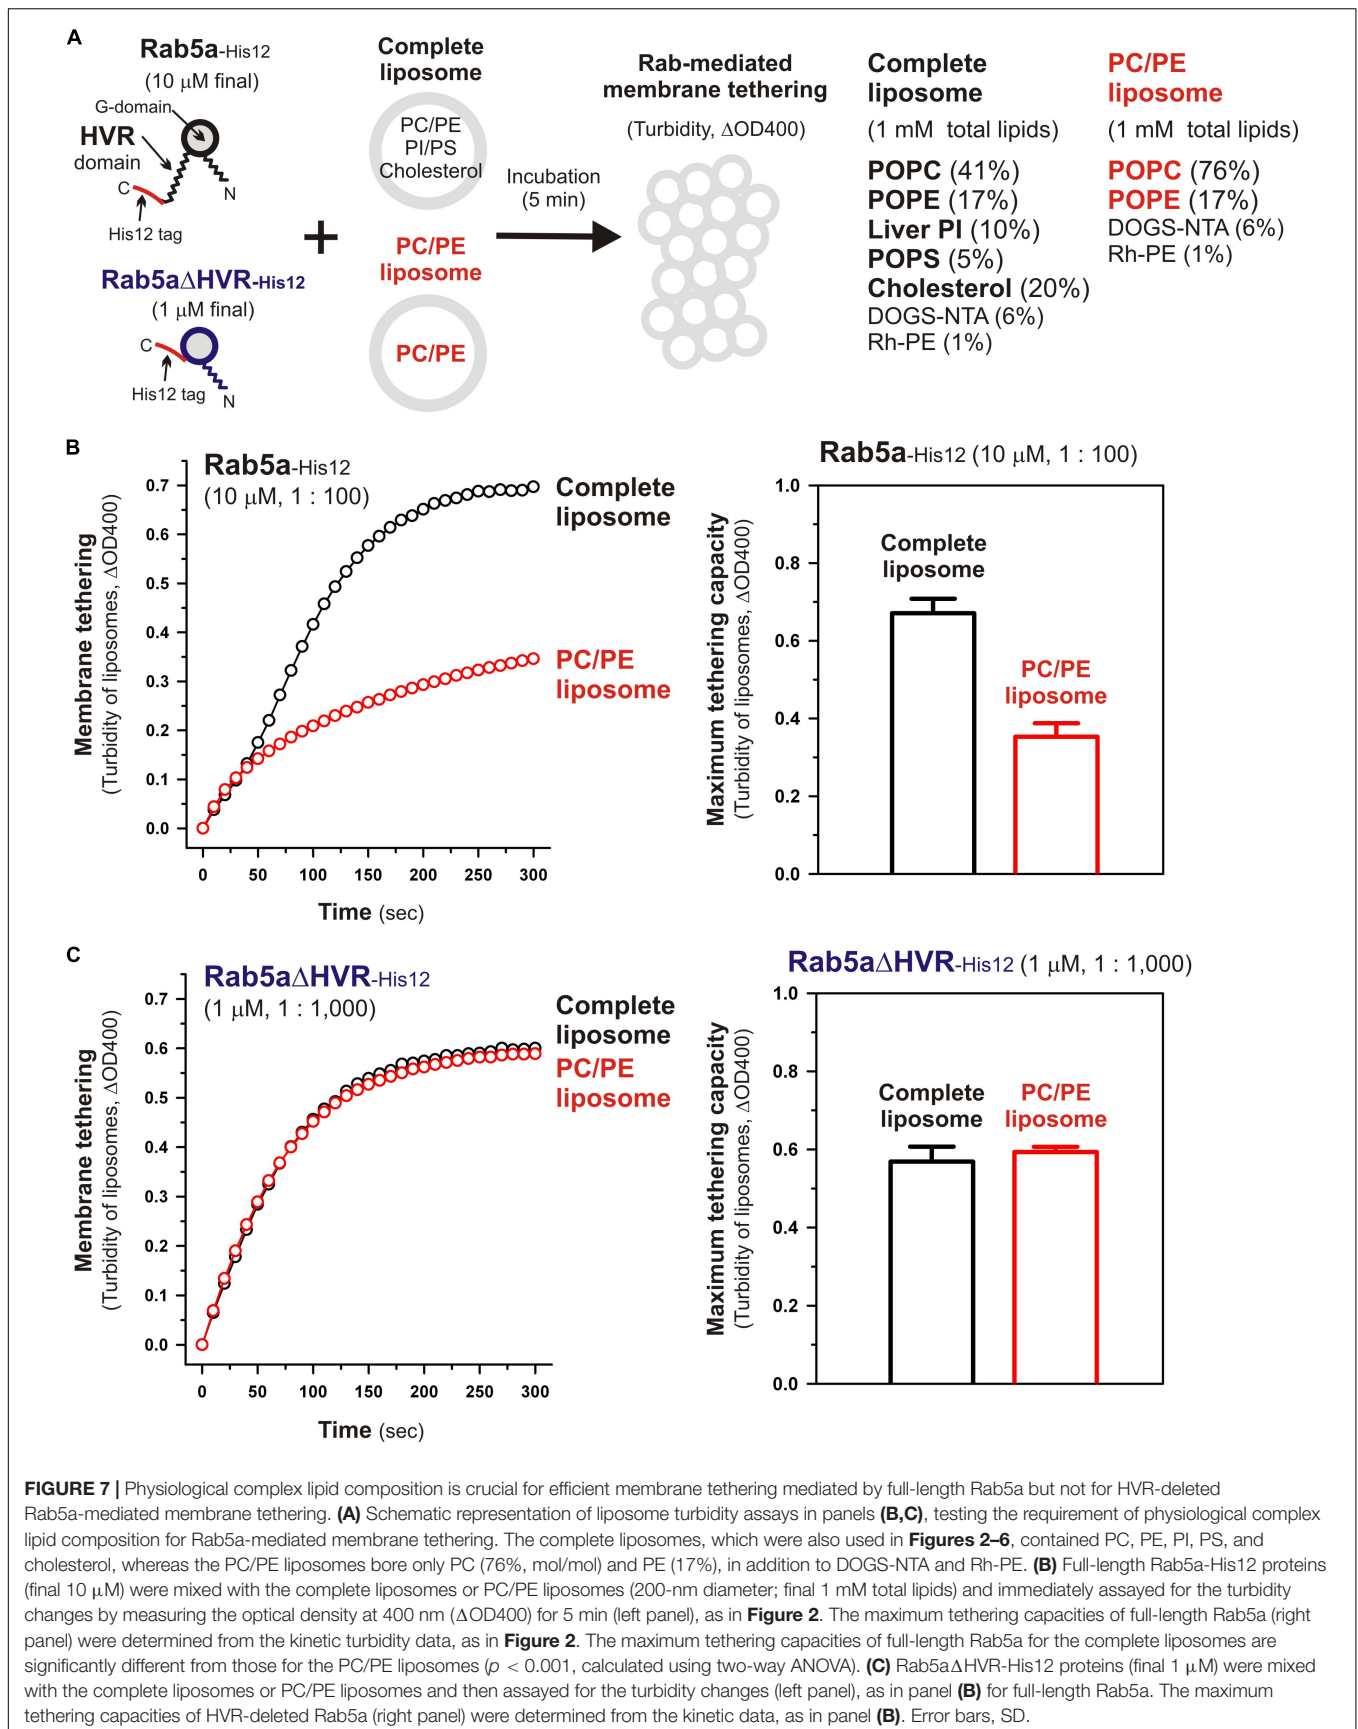 A
Rab5a-His12
(10 µM final)
G-domain
HVR
domain
C
N
His12 tag
Rab5aΔHVR-His12
(1 µM final)
C
His12 tag
N
+
Complete
liposome
PC/PE
PI/PS
Cholesterol
PC/PE
liposome
PC/PE
Incubation
(5 min)
Rab-mediated
membrane tethering
(Turbidity, ΔOD400)
Complete
liposome
(1 mM total lipids)
POPC (41%)
POPE (17%)
Liver PI (10%)
POPS (5%)
Cholesterol (20%)
DOGS-NTA (6%)
Rh-PE (1%)
PC/PE
liposome
(1 mM total lipids)
POPC (76%)
POPE (17%)
DOGS-NTA (6%)
Rh-PE (1%)
B
Rab5a-His12
(10 µM, 1 : 100)
Membrane tethering
(Turbidity of liposomes, ΔOD400)
0.7
0.6
0.5
0.4
0.3
0.2
0.1
0.0
0 50 100 150 200 250 300
Time (sec)
Complete
liposome
PC/PE
liposome
Rab5a-His12 (10 µM, 1 : 100)
Maximum tethering capacity
(Turbidity of liposomes, ΔOD400)
1.0
0.8
0.6
0.4
0.2
0.0
Complete
liposome
PC/PE
liposome
C
Rab5aΔHVR-His12
(1 µM, 1 : 1,000)
Membrane tethering
(Turbidity of liposomes, ΔOD400)
0.7
0.6
0.5
0.4
0.3
0.2
0.1
0.0
0 50 100 150 200 250 300
Time (sec)
Complete
liposome
PC/PE
liposome
Rab5aΔHVR-His12 (1 µM, 1 : 1,000)
Maximum tethering capacity
(Turbidity of liposomes, ΔOD400)
1.0
0.8
0.6
0.4
0.2
0.0
Complete
liposome
PC/PE
liposome
FIGURE 7 | Physiological complex lipid composition is crucial for efficient membrane tethering mediated by full-length Rab5a but not for HVR-deleted
Rab5a-mediated membrane tethering. (A) Schematic representation of liposome turbidity assays in panels (B,C), testing the requirement of physiological complex
lipid composition for Rab5a-mediated membrane tethering. The complete liposomes, which were also used in Figures 2–6, contained PC, PE, PI, PS, and
cholesterol, whereas the PC/PE liposomes bore only PC (76%, mol/mol) and PE (17%), in addition to DOGS-NTA and Rh-PE. (B) Full-length Rab5a-His12 proteins
(final 10 µM) were mixed with the complete liposomes or PC/PE liposomes (200-nm diameter; final 1 mM total lipids) and immediately assayed for the turbidity
changes by measuring the optical density at 400 nm (ΔOD400) for 5 min (left panel), as in Figure 2. The maximum tethering capacities of full-length Rab5a (right
panel) were determined from the kinetic turbidity data, as in Figure 2. The maximum tethering capacities of full-length Rab5a for the complete liposomes are
significantly different from those for the PC/PE liposomes (p < 0.001, calculated using two-way ANOVA). (C) Rab5aΔHVR-His12 proteins (final 1 µM) were mixed
with the complete liposomes or PC/PE liposomes and then assayed for the turbidity changes (left panel), as in panel (B) for full-length Rab5a. The maximum
tethering capacities of HVR-deleted Rab5a (right panel) were determined from the kinetic data, as in panel (B). Error bars, SD.